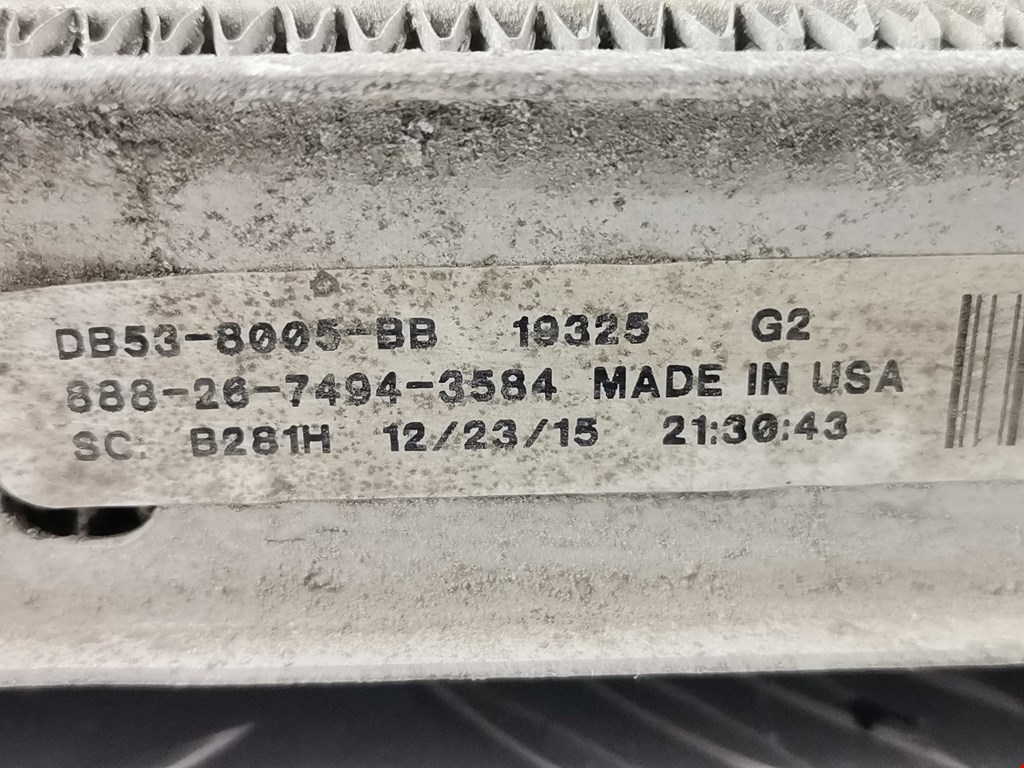 DB53-8005-BB 19325 G2
888-26-7494-3584 MADE IN USA
SC: B281H 12/23/15 21:30:43